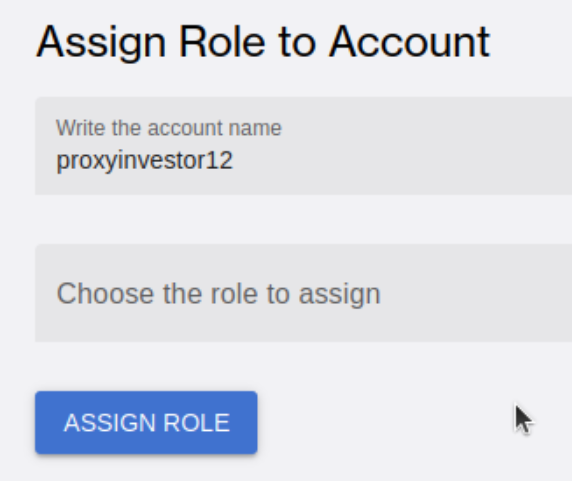 Assign Role to Account
Write the account name
proxyinvestor12
Choose the role to assign
ASSIGN ROLE